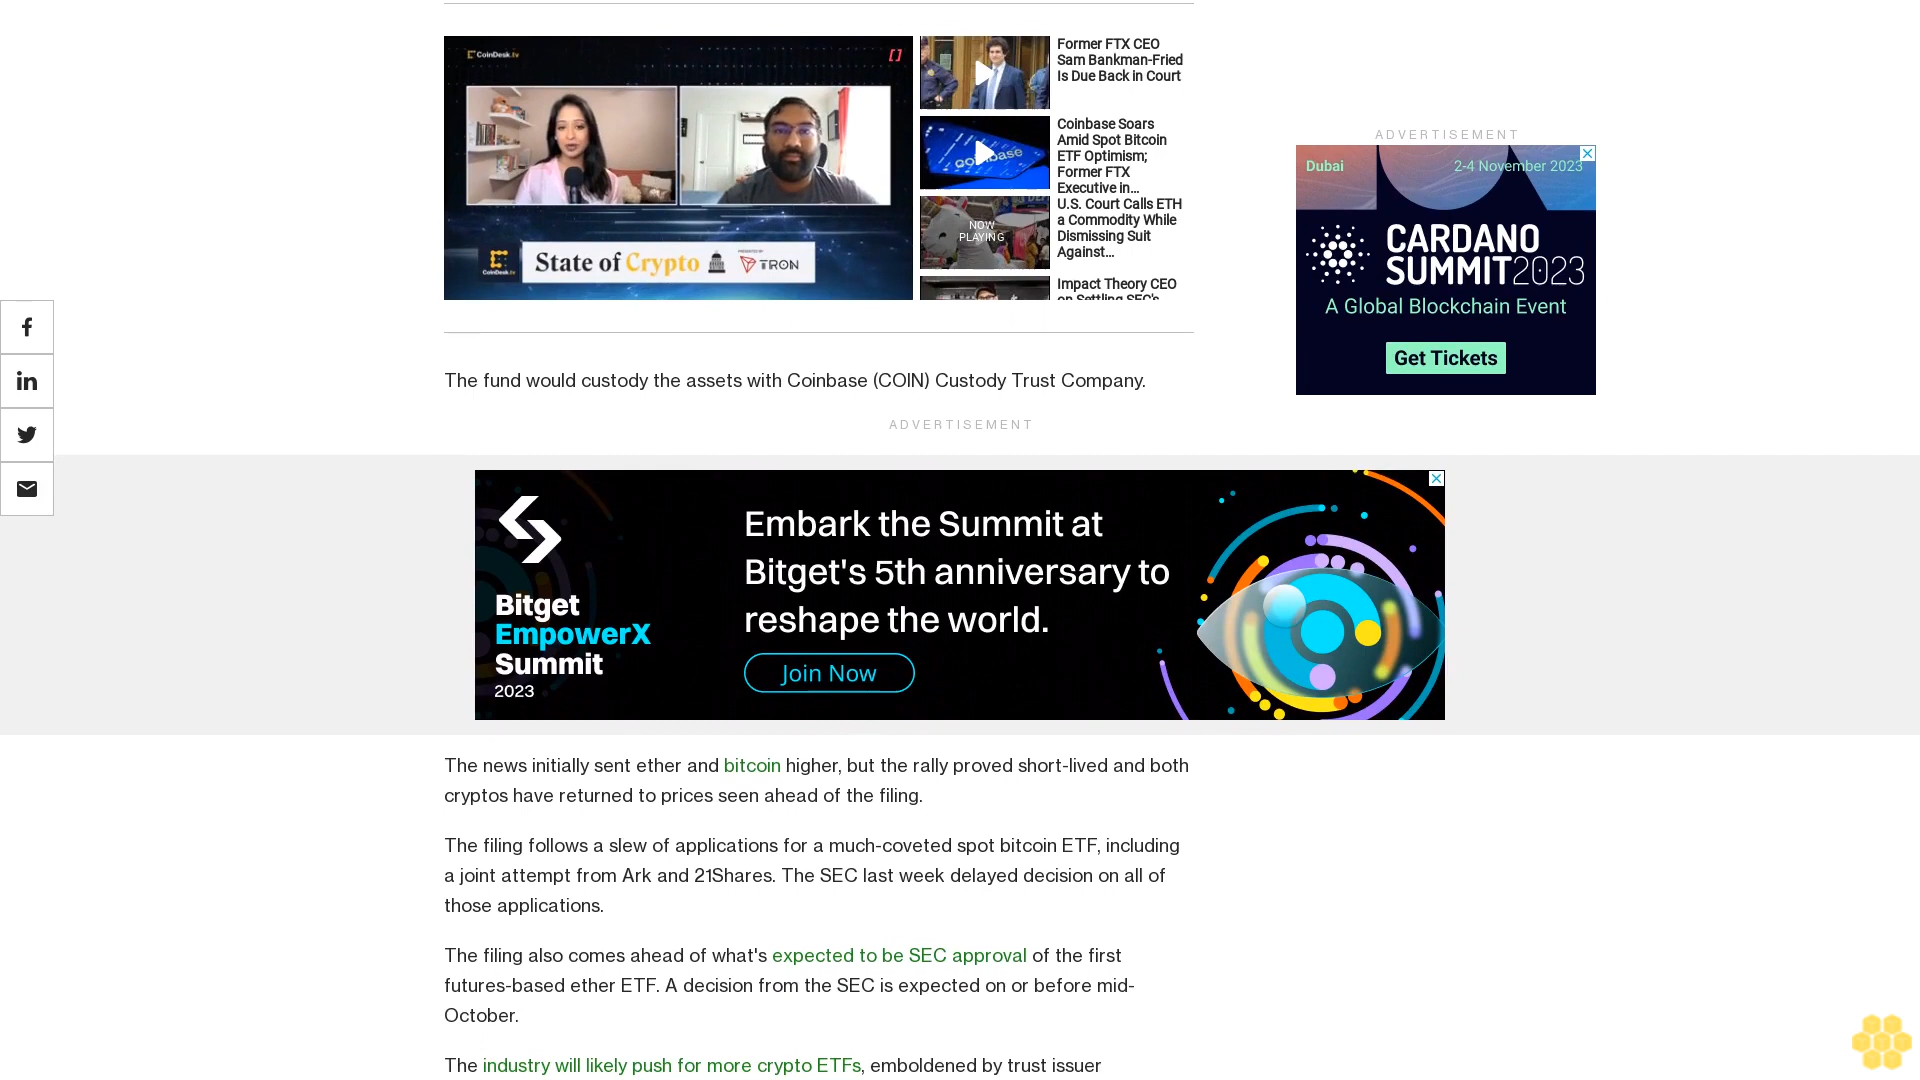 CoinDesk.tv
State of Crypto
PRESENTED BY
TRON
CoinDesk.tv
Former FTX CEO
Sam Bankman-Fried
Is Due Back in Court
coinbase
Coinbase Soars
Amid Spot Bitcoin
ETF Optimism;
Former FTX
Executive in...
NOW
PLAYING
U.S. Court Calls ETH
a Commodity While
Dismissing Suit
Against...
Impact Theory CEO
on Settling SEC's
ADVERTISEMENT
Dubai
2-4 November 2023
CARDANO
SUMMIT2023
A Global Blockchain Event
Get Tickets
The fund would custody the assets with Coinbase (COIN) Custody Trust Company.
ADVERTISEMENT
Bitget
EmpowerX
Summit
2023
Embark the Summit at
Bitget's 5th anniversary to
reshape the world.
Join Now
The news initially sent ether and bitcoin higher, but the rally proved short-lived and both
cryptos have returned to prices seen ahead of the filing.
The filing follows a slew of applications for a much-coveted spot bitcoin ETF, including
a joint attempt from Ark and 21Shares. The SEC last week delayed decision on all of
those applications.
The filing also comes ahead of what's expected to be SEC approval of the first
futures-based ether ETF. A decision from the SEC is expected on or before mid-
October.
The industry will likely push for more crypto ETFs, emboldened by trust issuer